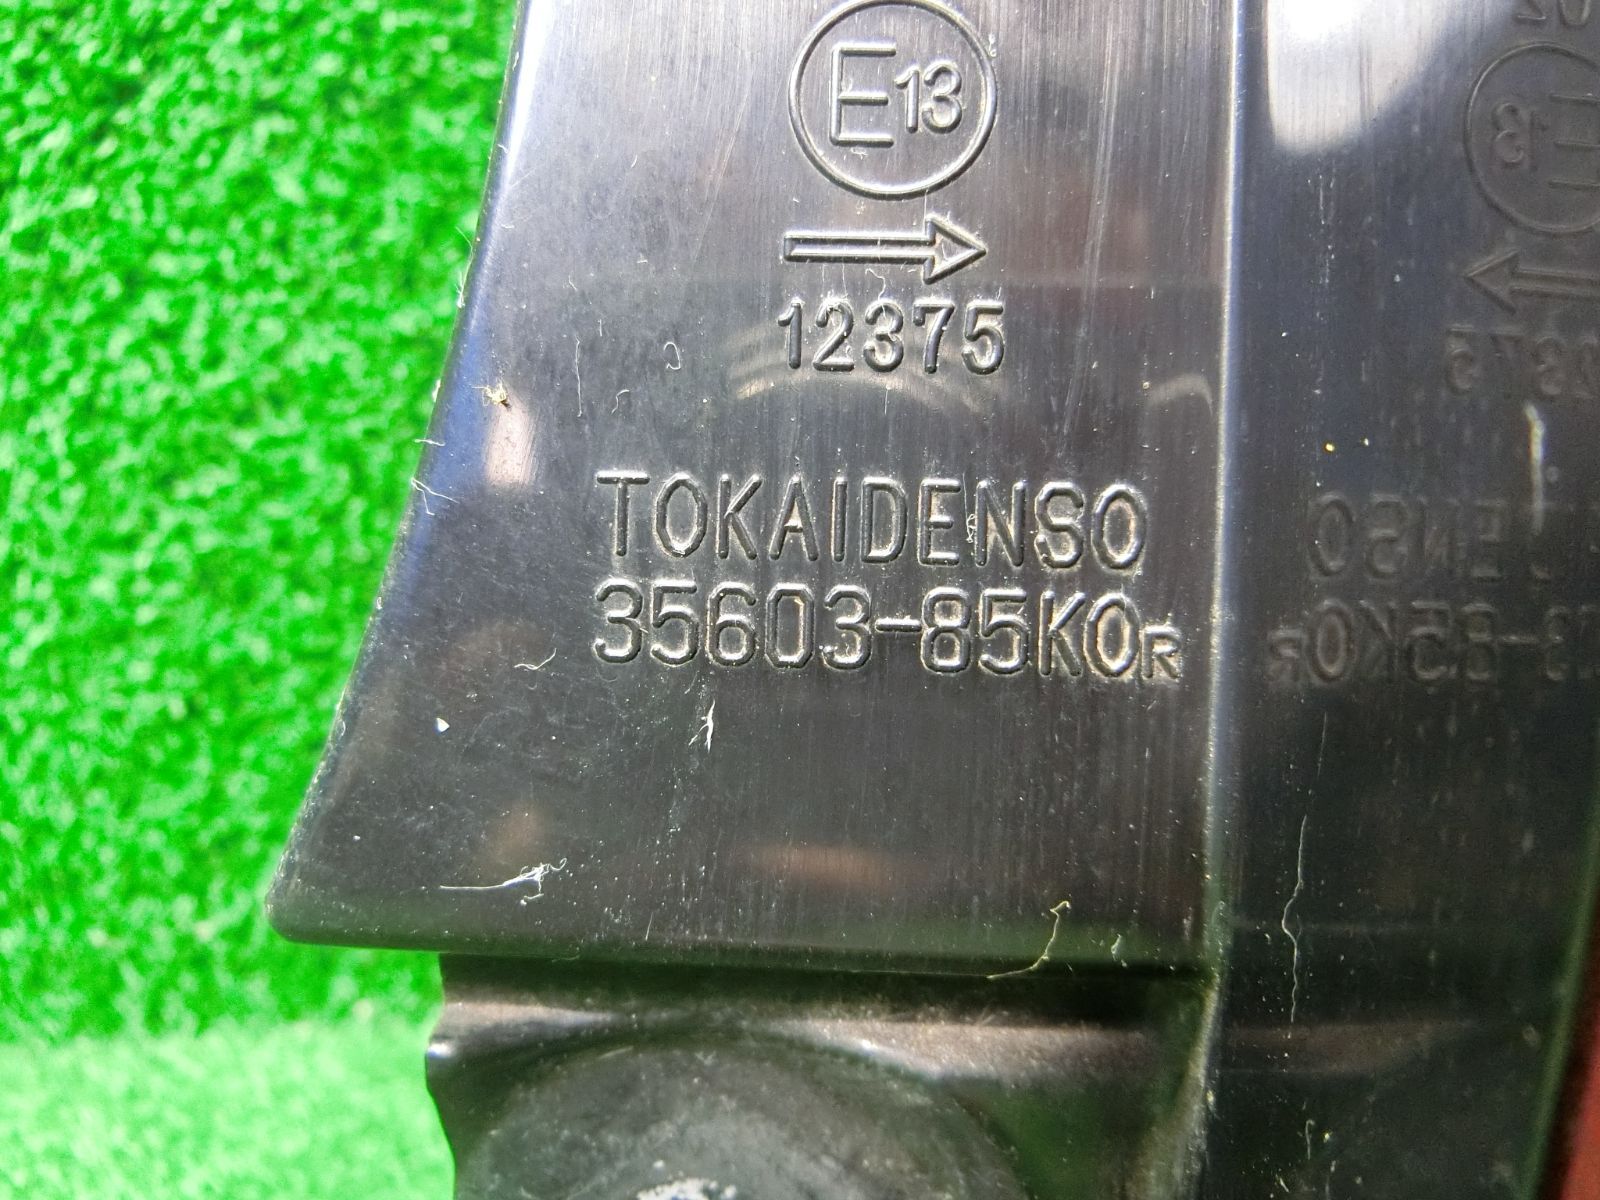 E13
→
12375
TOKAIDENSO
35603-85K0R